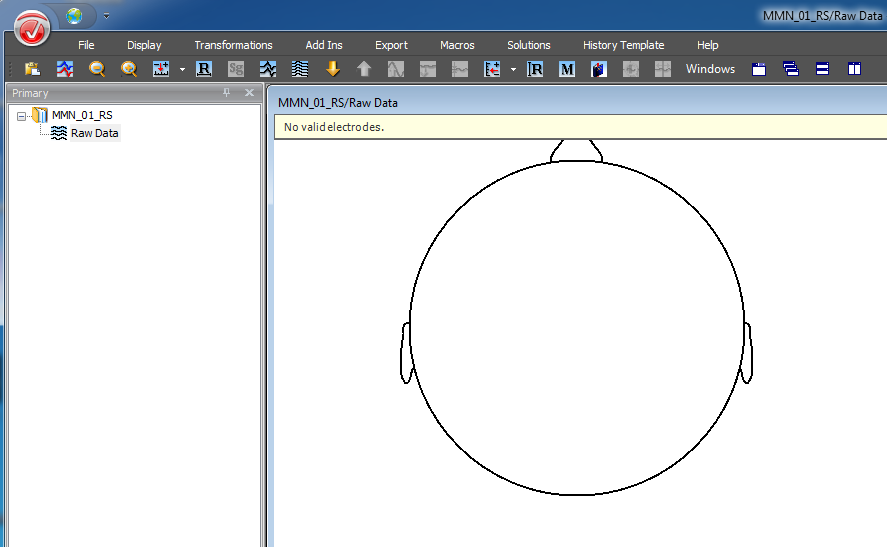 MMN_01_RS/Raw Data
File Display Transformations Add Ins Export Macros Solutions History Template Help
R Sg R M Windows
Primary
MMN_01_RS
Raw Data
MMN_01_RS/Raw Data
No valid electrodes.